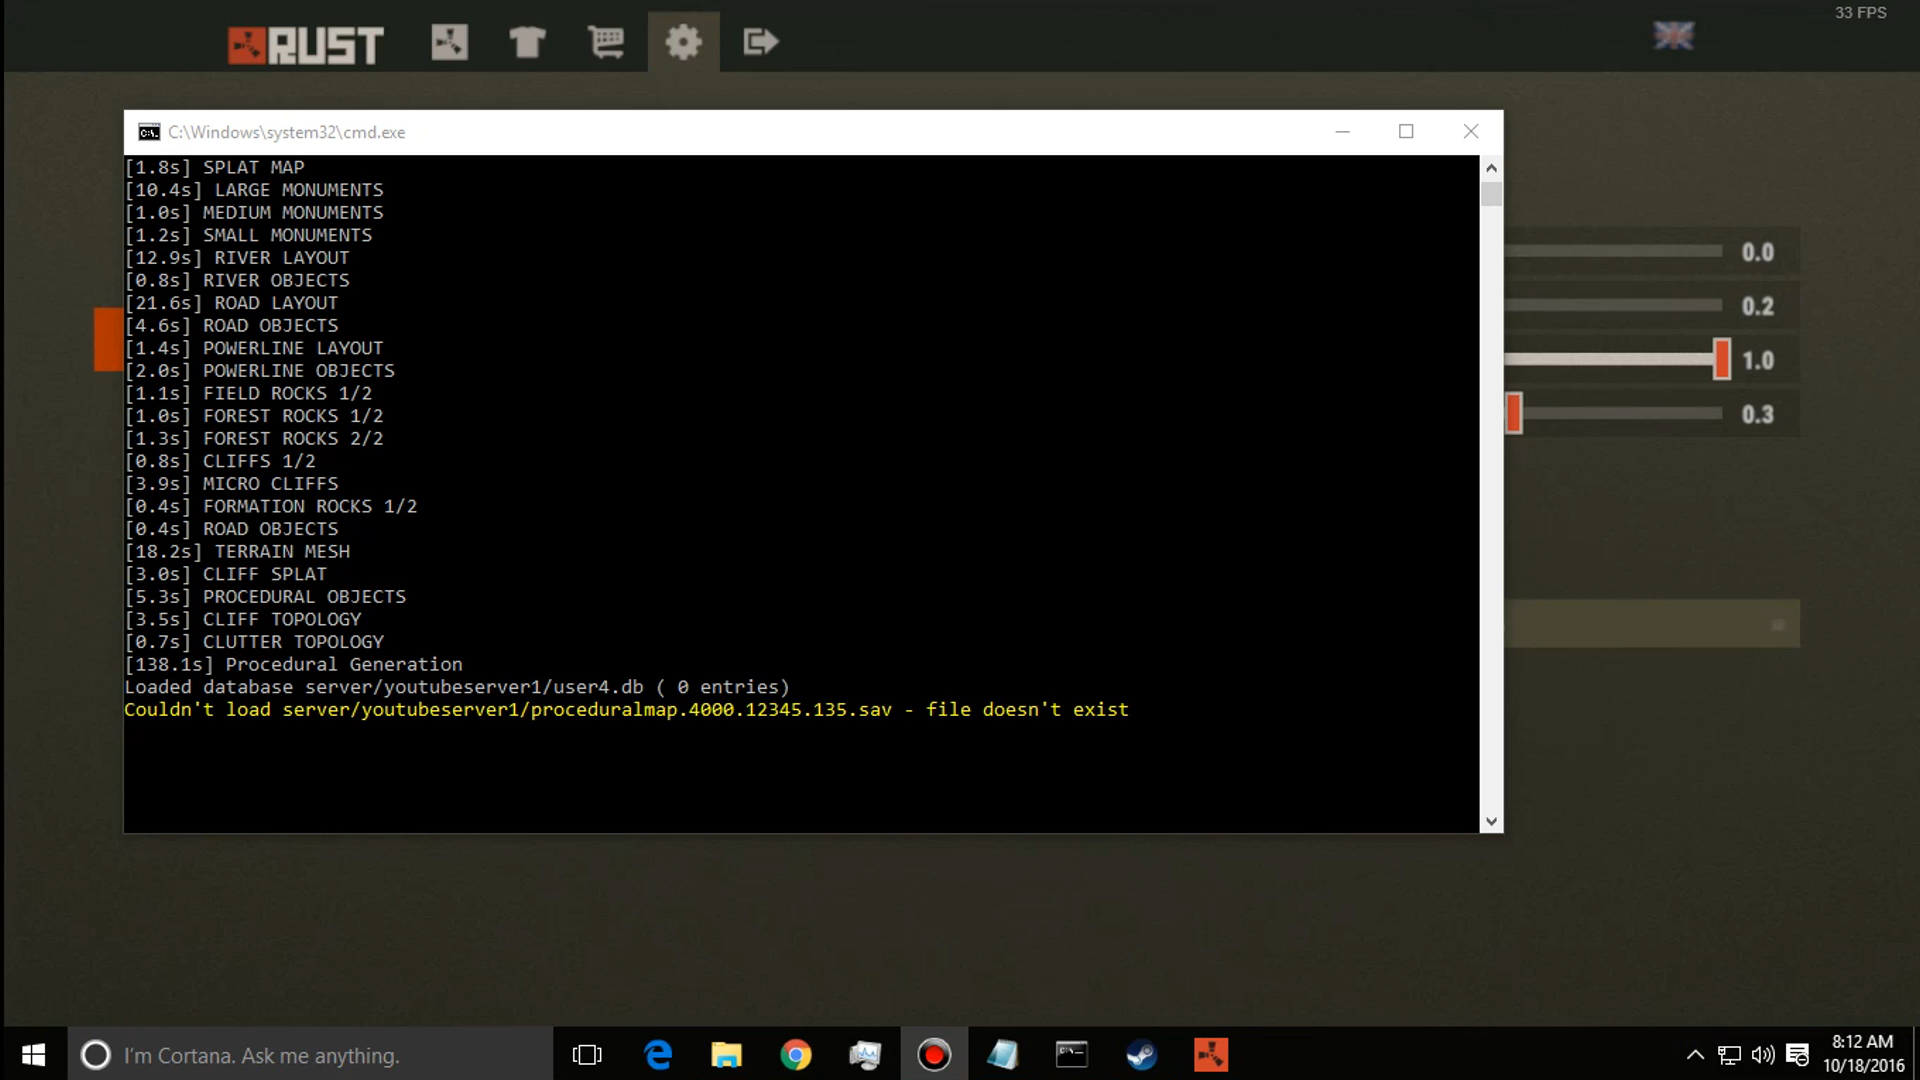 33 FPS
RUST
C:\Windows\system32\cmd.exe
[1.8s] SPLAT MAP
[10.4s] LARGE MONUMENTS
[1.0s] MEDIUM MONUMENTS
[1.2s] SMALL MONUMENTS
[12.9s] RIVER LAYOUT
[0.8s] RIVER OBJECTS
[21.6s] ROAD LAYOUT
[4.6s] ROAD OBJECTS
[1.4s] POWERLINE LAYOUT
[2.0s] POWERLINE OBJECTS
[1.1s] FIELD ROCKS 1/2
[1.0s] FOREST ROCKS 1/2
[1.3s] FOREST ROCKS 2/2
[0.8s] CLIFFS 1/2
[3.9s] MICRO CLIFFS
[0.4s] FORMATION ROCKS 1/2
[0.4s] ROAD OBJECTS
[18.2s] TERRAIN MESH
[3.0s] CLIFF SPLAT
[5.3s] PROCEDURAL OBJECTS
[3.5s] CLIFF TOPOLOGY
[0.7s] CLUTTER TOPOLOGY
[138.1s] Procedural Generation
Loaded database server/youtubeserver1/user4.db ( 0 entries)
Couldn't load server/youtubeserver1/proceduralmap.4000.12345.135.sav - file doesn't exist
0.0
0.2
1.0
0.3
I'm Cortana. Ask me anything.
8:12 AM
10/18/2016